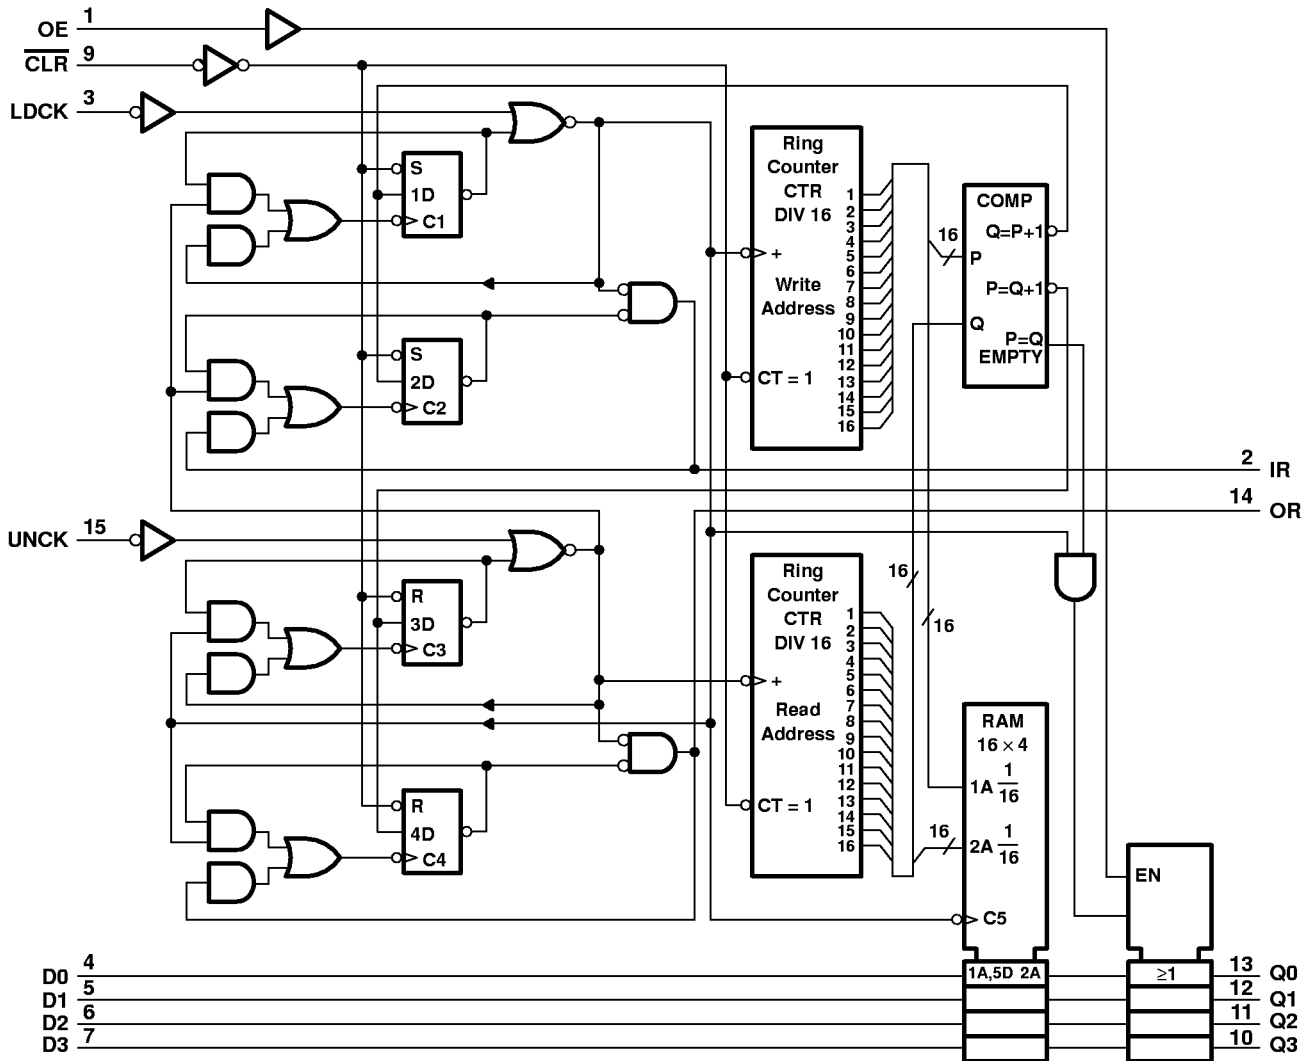 OE 1
CLR 9
LDCK 3
S
1D
C1
S
2D
C2
Ring
Counter
CTR
DIV 16
Write
Address
+
CT = 1
1
2
3
4
5
6
7
8
9
10
11
12
13
14
15
16
16
COMP
Q=P+1
P
P=Q+1
Q
P=Q
EMPTY
2 IR
14 OR
UNCK 15
R
3D
C3
R
4D
C4
Ring
Counter
CTR
DIV 16
Read
Address
+
CT = 1
1
2
3
4
5
6
7
8
9
10
11
12
13
14
15
16
16
16
16
RAM
16 × 4
1A 1/16
2A 1/16
C5
EN
D0 4
1A,5D 2A
≥1
13 Q0
D1 5
12 Q1
D2 6
11 Q2
D3 7
10 Q3